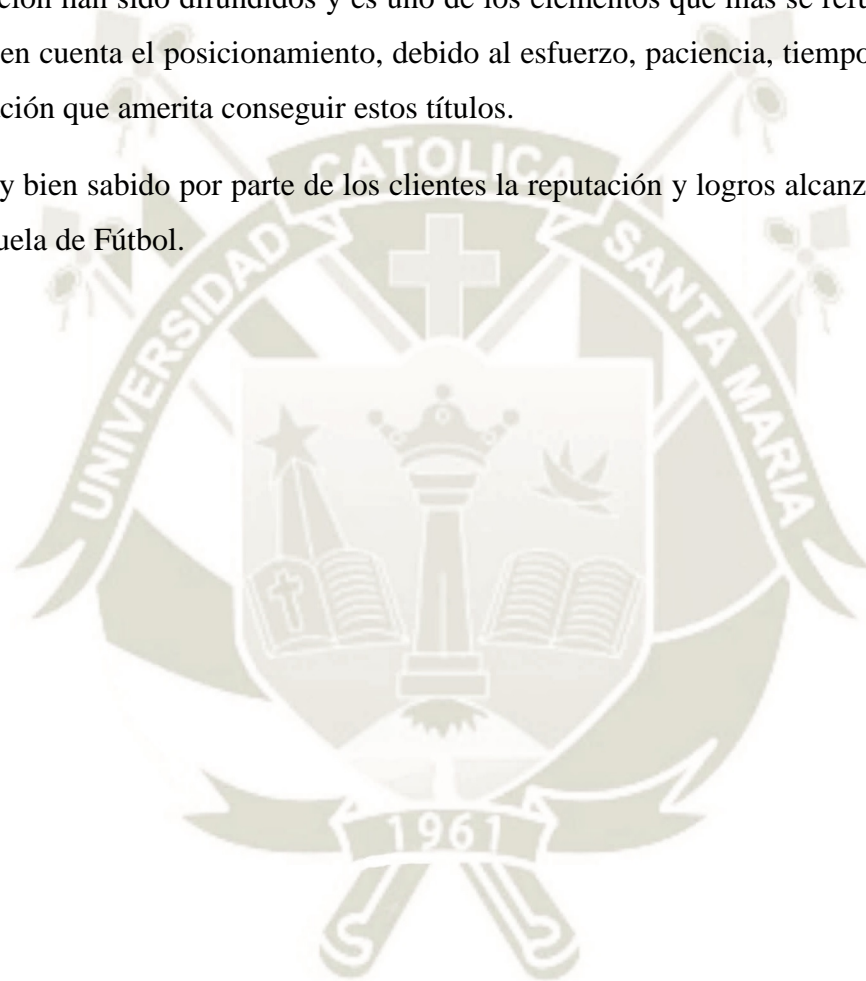 ción han sido difundidos y es uno de los elementos que más se
en cuenta el posicionamiento, debido al esfuerzo, paciencia, tiempo
ción que amerita conseguir estos títulos.
y bien sabido por parte de los clientes la reputación y logros
uela de Fútbol.
UNIVERSIDAD CATOLICA SANTA MARIA
1961